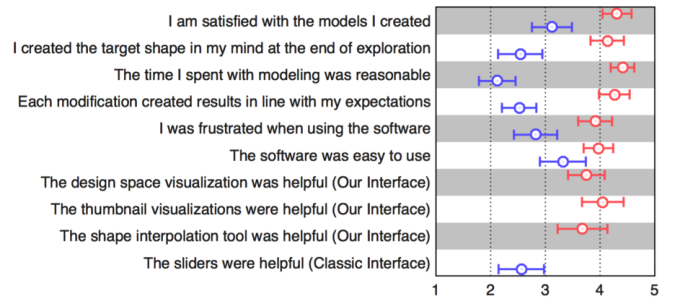 I am satisfied with the models I created
I created the target shape in my mind at the end of exploration
The time I spent with modeling was reasonable
Each modification created results in line with my expectations
I was frustrated when using the software
The software was easy to use
The design space visualization was helpful (Our Interface)
The thumbnail visualizations were helpful (Our Interface)
The shape interpolation tool was helpful (Our Interface)
The sliders were helpful (Classic Interface)
1 2 3 4 5